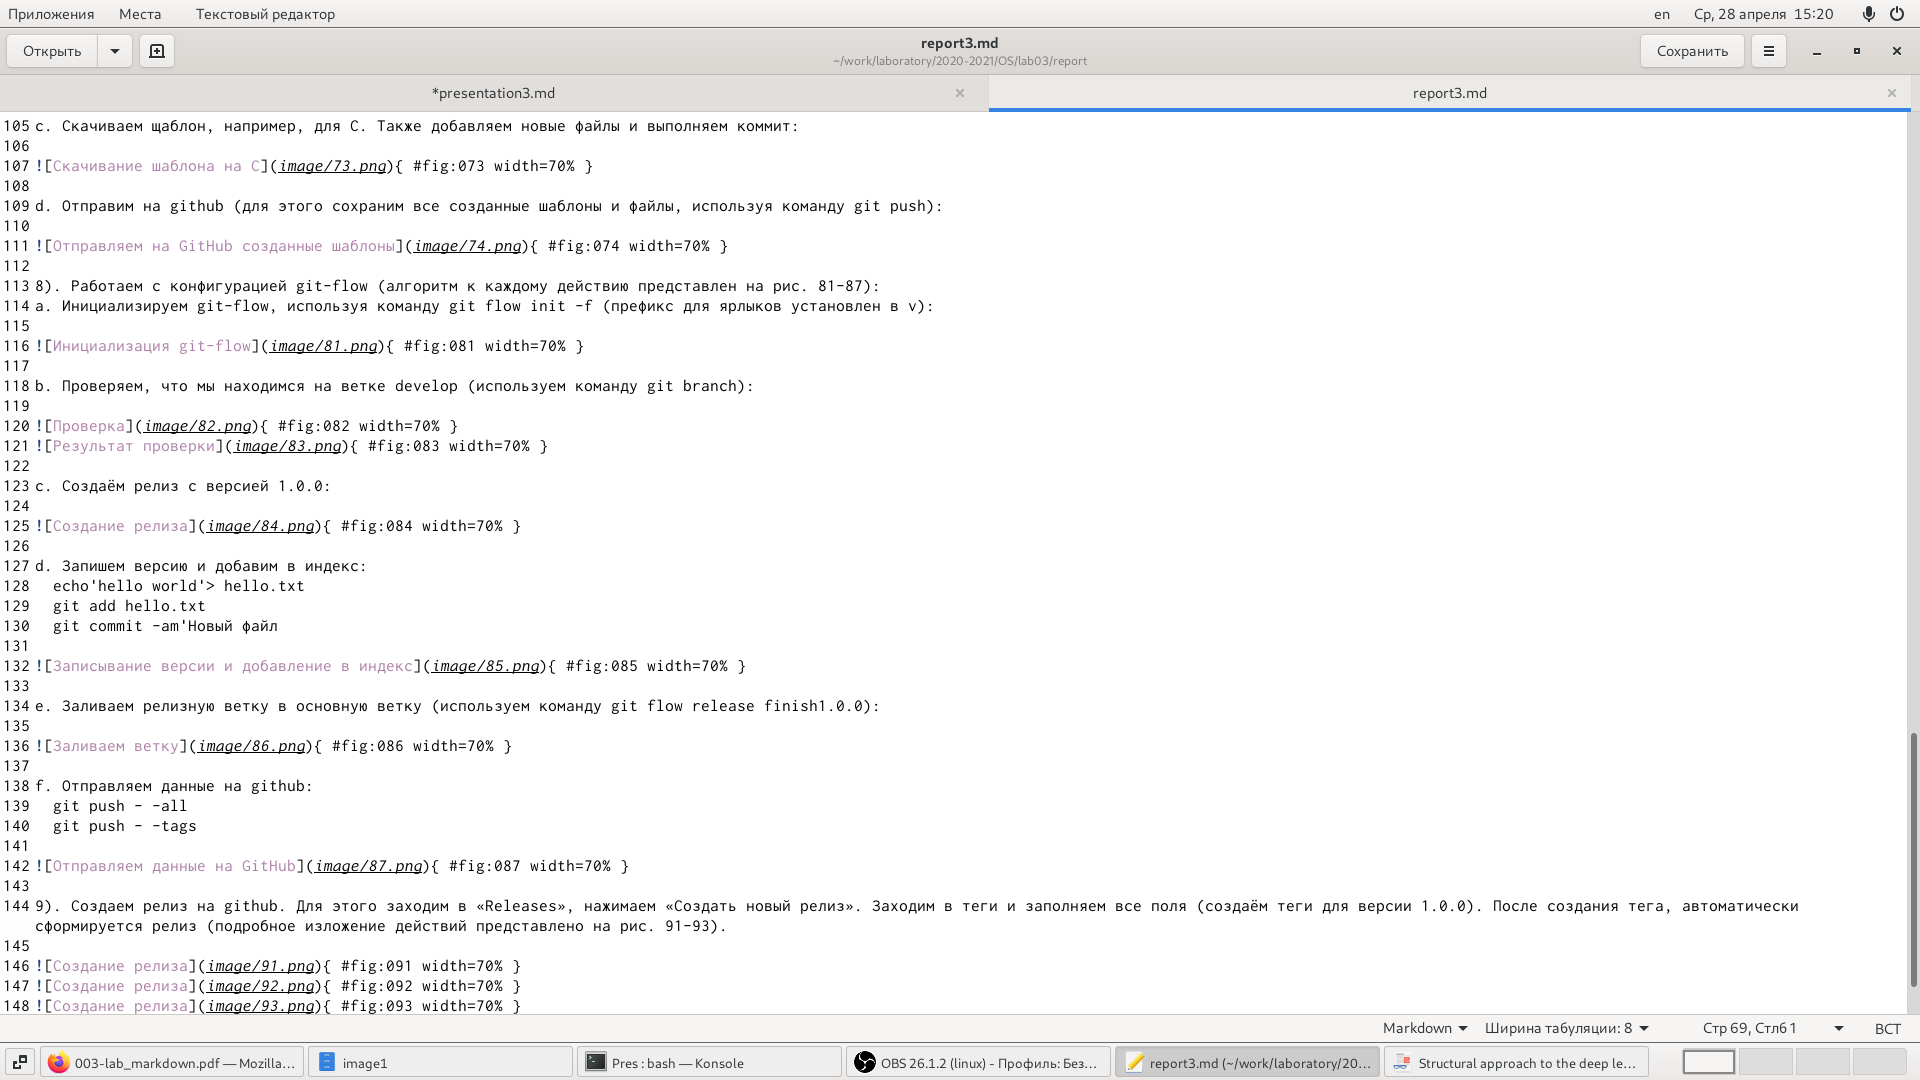 Приложения Места Текстовый редактор en Ср, 28 апреля 15:20
Открыть report3.md Сохранить
~/work/laboratory/2020-2021/OS/lab03/report
*presentation3.md report3.md
105 c. Скачиваем щаблон, например, для C. Также добавляем новые файлы и выполняем коммит:
106
107 ![Скачивание шаблона на C](image/73.png){ #fig:073 width=70% }
108
109 d. Отправим на github (для этого сохраним все созданные шаблоны и файлы, используя команду git push):
110
111 ![Отправляем на GitHub созданные шаблоны](image/74.png){ #fig:074 width=70% }
112
113 8). Работаем с конфигурацией git-flow (алгоритм к каждому действию представлен на рис. 81-87):
114 a. Инициализируем git-flow, используя команду git flow init -f (префикс для ярлыков установлен в v):
115
116 ![Инициализация git-flow](image/81.png){ #fig:081 width=70% }
117
118 b. Проверяем, что мы находимся на ветке develop (используем команду git branch):
119
120 ![Проверка](image/82.png){ #fig:082 width=70% }
121 ![Результат проверки](image/83.png){ #fig:083 width=70% }
122
123 c. Создаём релиз с версией 1.0.0:
124
125 ![Создание релиза](image/84.png){ #fig:084 width=70% }
126
127 d. Запишем версию и добавим в индекс:
128 echo'hello world'> hello.txt
129 git add hello.txt
130 git commit -am'Новый файл
131
132 ![Записывание версии и добавление в индекс](image/85.png){ #fig:085 width=70% }
133
134 e. Заливаем релизную ветку в основную ветку (используем команду git flow release finish1.0.0):
135
136 ![Заливаем ветку](image/86.png){ #fig:086 width=70% }
137
138 f. Отправляем данные на github:
139 git push - -all
140 git push - -tags
141
142 ![Отправляем данные на GitHub](image/87.png){ #fig:087 width=70% }
143
144 9). Создаем релиз на github. Для этого заходим в «Releases», нажимаем «Создать новый релиз». Заходим в теги и заполняем все поля (создаём теги для версии 1.0.0). После создания тега, автоматически
сформируется релиз (подробное изложение действий представлено на рис. 91-93).
145
146 ![Создание релиза](image/91.png){ #fig:091 width=70% }
147 ![Создание релиза](image/92.png){ #fig:092 width=70% }
148 ![Создание релиза](image/93.png){ #fig:093 width=70% }
Markdown Ширина табуляции: 8 Стр 69, Стлб 1 ВСТ
003-lab_markdown.pdf — Mozilla… image1 Pres : bash — Konsole OBS 26.1.2 (linux) - Профиль: Без… report3.md (~/work/laboratory/20… Structural approach to the deep le…